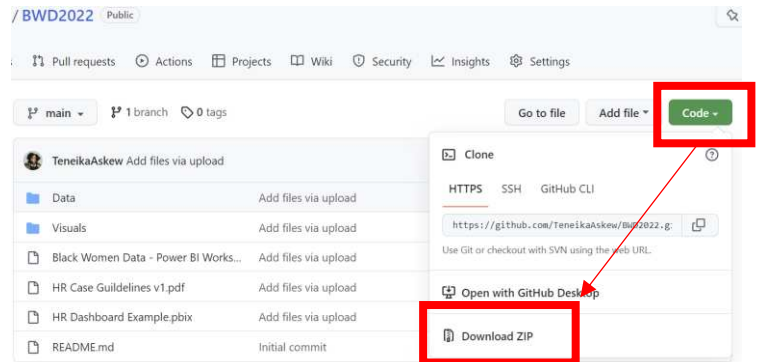 / BWD2022 Public
Pull requests Actions Projects Wiki Security Insights Settings
main 1 branch 0 tags Go to file Add file Code
TeneikaAskew Add files via upload
Data Add files via upload
Visuals Add files via upload
Black Women Data - Power BI Works... Add files via upload
HR Case Guildelines v1.pdf Add files via upload
HR Dashboard Example.pbix Add files via upload
README.md Initial commit
Clone
HTTPS SSH GitHub CLI
https://github.com/TeneikaAskew/BWD2022.g
Use Git or checkout with SVN using the web URL.
Open with GitHub Desktop
Download ZIP